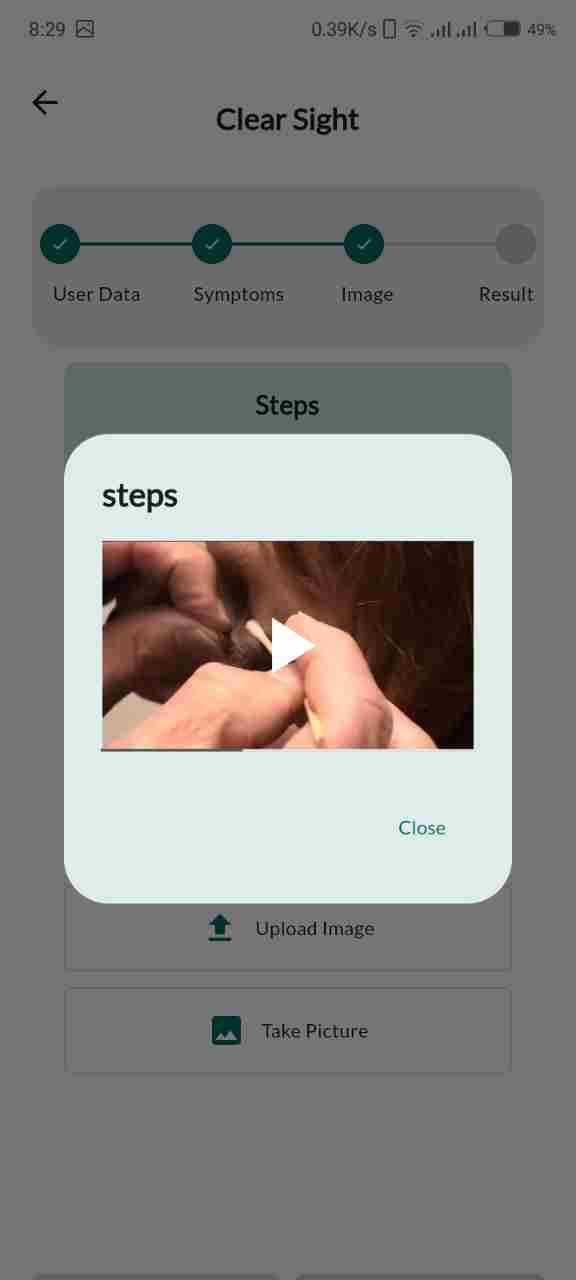 8:29 0.39K/s 49%
Clear Sight
User Data Symptoms Image Result
Steps
steps
Close
Upload Image
Take Picture